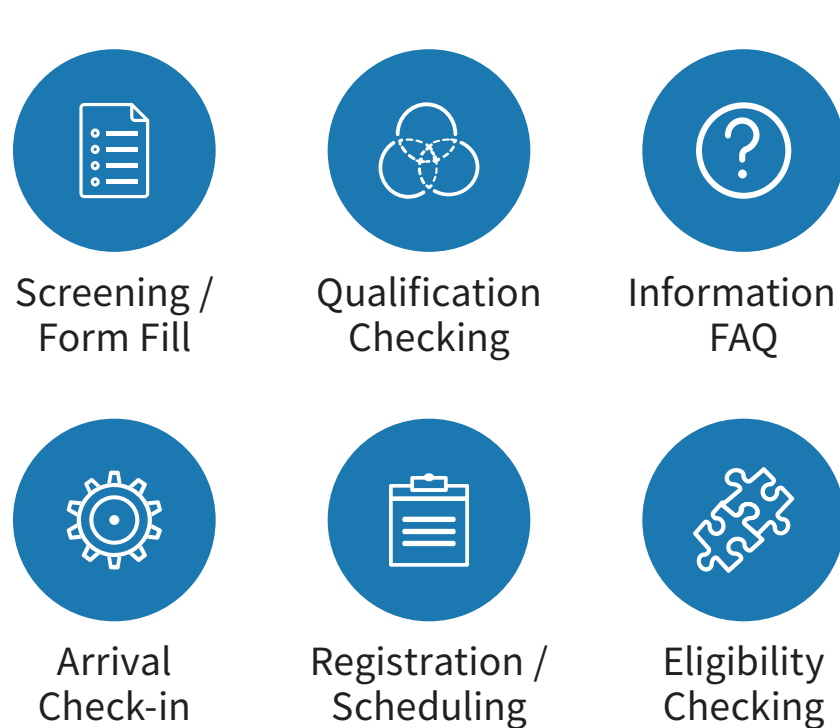 Screening /
Form Fill
Qualification
Checking
Information
FAQ
Arrival
Check-in
Registration /
Scheduling
Eligibility
Checking